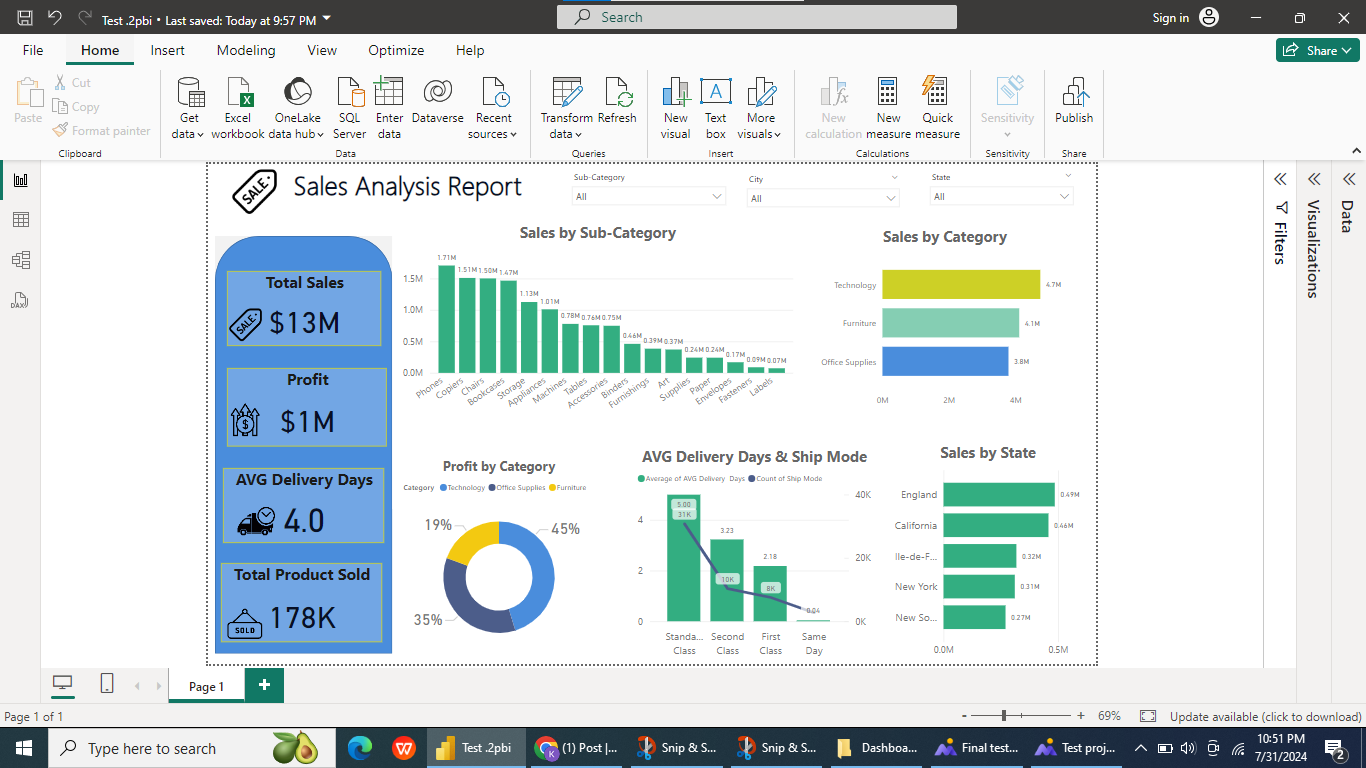 Test .2pbi • Last saved: Today at 9:57 PM
Search
Sign in
File Home Insert Modeling View Optimize Help
Share
Paste
Cut
Copy
Format painter
Clipboard
Get data
Excel workbook
OneLake data hub
SQL Server
Enter data
Dataverse
Recent sources
Data
Transform data
Refresh
Queries
New visual
Text box
More visuals
Insert
New calculation
New measure
Quick measure
Calculations
Sensitivity
Sensitivity
Publish
Share
SALE
Sales Analysis Report
Sub-Category
All
City
All
State
All
Filters
Visualizations
Data
DAX
Total Sales
SALE
$13M
Profit
$1M
AVG Delivery Days
4.0
Total Product Sold
SOLD
178K
Sales by Sub-Category
1.71M 1.51M 1.50M 1.47M 1.13M 1.01M 0.78M 0.76M 0.75M 0.46M 0.39M 0.37M 0.24M 0.24M 0.17M 0.09M 0.07M
1.5M
1.0M
0.5M
0.0M
Phones Copiers Chairs Bookcases Storage Appliances Machines Tables Accessories Binders Furnishings Art Supplies Paper Envelopes Fasteners Labels
Sales by Category
Technology 4.7M
Furniture 4.1M
Office Supplies 3.8M
0M 2M 4M
Profit by Category
Category Technology Office Supplies Furniture
19% 45%
35%
AVG Delivery Days & Ship Mode
Average of AVG Delivery Days Count of Ship Mode
4
2
0
40K
20K
0K
5.00
31K
3.23
10K
2.18
8K
0.04
Standa... Class
Second Class
First Class
Same Day
Sales by State
England 0.49M
California 0.46M
Ile-de-F... 0.32M
New York 0.31M
New So... 0.27M
0.0M 0.5M
Page 1
+
Page 1 of 1
- + 69%
Update available (click to download)
Type here to search
Test .2pbi
(1) Post |...
Snip & S...
Snip & S...
Dashboa...
Final test...
Test proj...
10:51 PM
7/31/2024
2